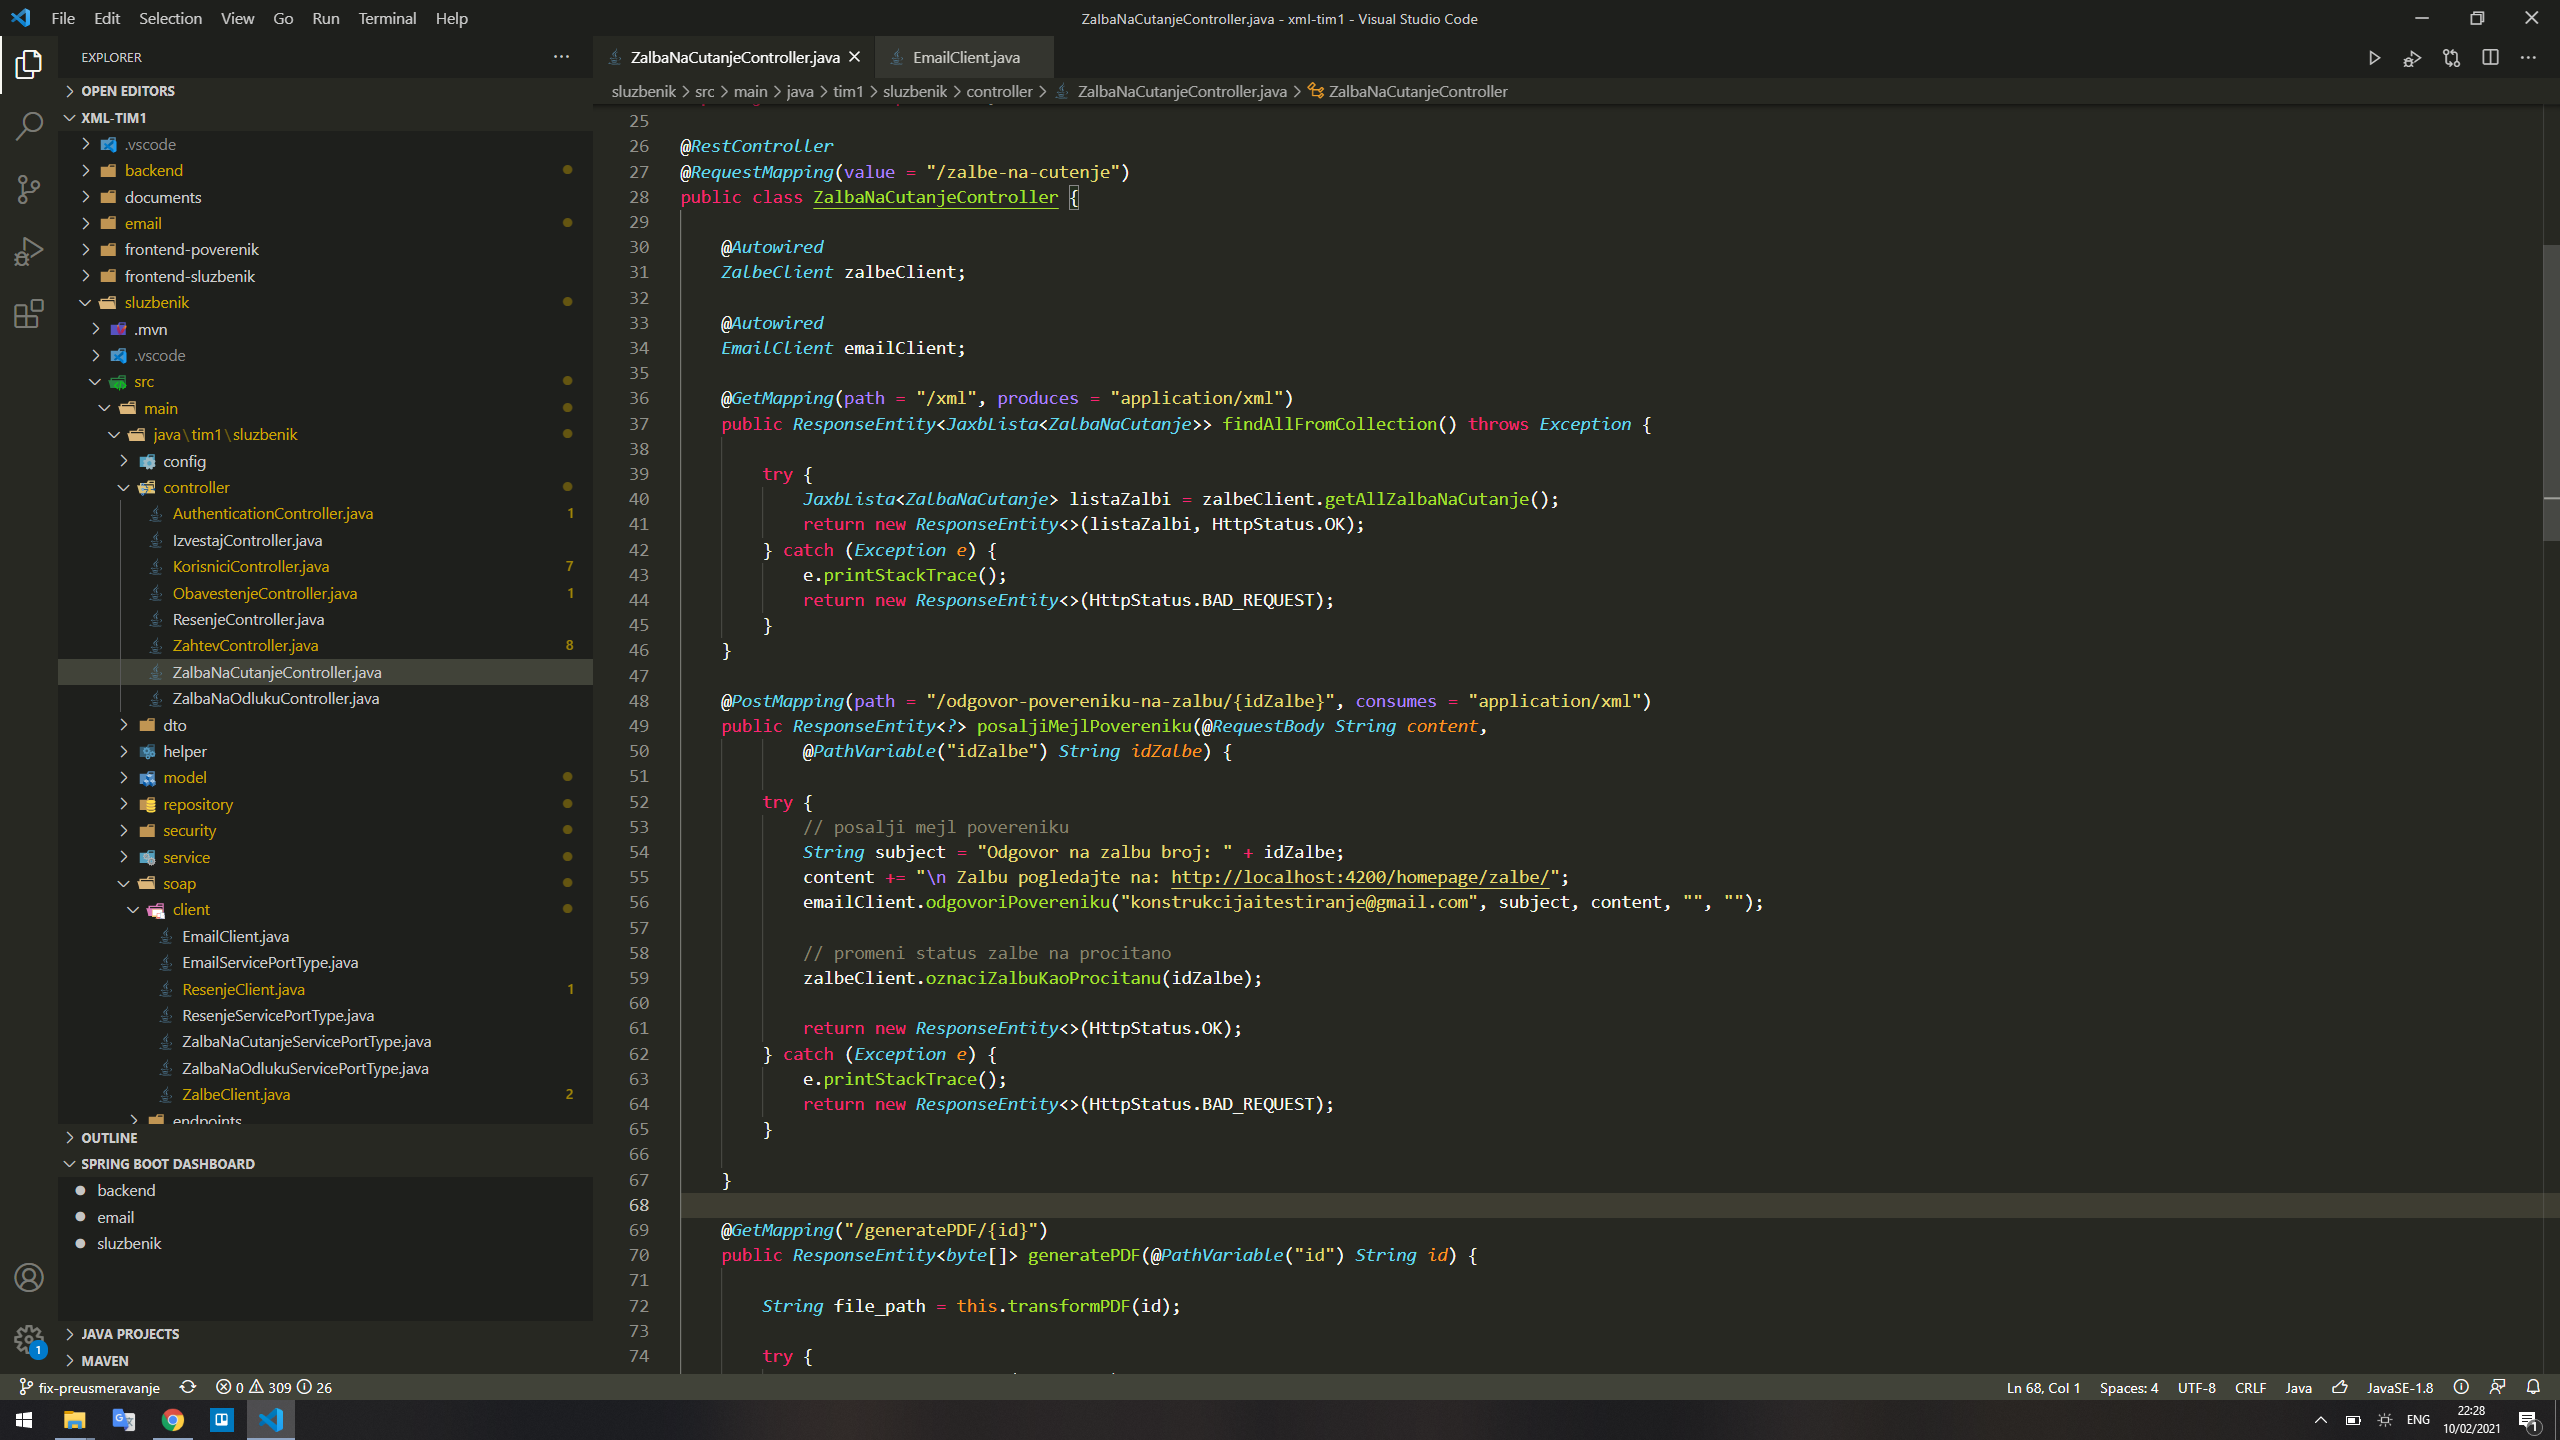 File Edit Selection View Go Run Terminal Help
ZalbaNaCutanjeController.java - xml-tim1 - Visual Studio Code
EXPLORER
OPEN EDITORS
XML-TIM1
.vscode
backend
documents
email
frontend-poverenik
frontend-sluzbenik
sluzbenik
.mvn
.vscode
src
main
java\tim1\sluzbenik
config
controller
AuthenticationController.java 1
IzvestajController.java
KorisniciController.java 7
ObavestenjeController.java 1
ResenjeController.java
ZahtevController.java 8
ZalbaNaCutanjeController.java
ZalbaNaOdlukuController.java
dto
helper
model
repository
security
service
soap
client
EmailClient.java
EmailServicePortType.java
ResenjeClient.java 1
ResenjeServicePortType.java
ZalbaNaCutanjeServicePortType.java
ZalbaNaOdlukuServicePortType.java
ZalbeClient.java 2
endpoints
OUTLINE
SPRING BOOT DASHBOARD
backend
email
sluzbenik
JAVA PROJECTS
MAVEN
1
ZalbaNaCutanjeController.java EmailClient.java
sluzbenik > src > main > java > tim1 > sluzbenik > controller > ZalbaNaCutanjeController.java > ZalbaNaCutanjeController
25
26 @RestController
27 @RequestMapping(value = "/zalbe-na-cutenje")
28 public class ZalbaNaCutanjeController {
29
30 @Autowired
31 ZalbeClient zalbeClient;
32
33 @Autowired
34 EmailClient emailClient;
35
36 @GetMapping(path = "/xml", produces = "application/xml")
37 public ResponseEntity<JaxbLista<ZalbaNaCutanje>> findAllFromCollection() throws Exception {
38
39 try {
40 JaxbLista<ZalbaNaCutanje> listaZalbi = zalbeClient.getAllZalbaNaCutanje();
41 return new ResponseEntity<>(listaZalbi, HttpStatus.OK);
42 } catch (Exception e) {
43 e.printStackTrace();
44 return new ResponseEntity<>(HttpStatus.BAD_REQUEST);
45 }
46 }
47
48 @PostMapping(path = "/odgovor-povereniku-na-zalbu/{idZalbe}", consumes = "application/xml")
49 public ResponseEntity<?> posaljiMejlPovereniku(@RequestBody String content,
50 @PathVariable("idZalbe") String idZalbe) {
51
52 try {
53 // posalji mejl povereniku
54 String subject = "Odgovor na zalbu broj: " + idZalbe;
55 content += "\n Zalbu pogledajte na: http://localhost:4200/homepage/zalbe/";
56 emailClient.odgovoriPovereniku("konstrukcijaitestiranje@gmail.com", subject, content, "", "");
57
58 // promeni status zalbe na procitano
59 zalbeClient.oznaciZalbuKaoProcitanu(idZalbe);
60
61 return new ResponseEntity<>(HttpStatus.OK);
62 } catch (Exception e) {
63 e.printStackTrace();
64 return new ResponseEntity<>(HttpStatus.BAD_REQUEST);
65 }
66
67 }
68
69 @GetMapping("/generatePDF/{id}")
70 public ResponseEntity<byte[]> generatePDF(@PathVariable("id") String id) {
71
72 String file_path = this.transformPDF(id);
73
74 try {
fix-preusmeravanje 0 309 26
Ln 68, Col 1 Spaces: 4 UTF-8 CRLF Java JavaSE-1.8
ENG 22:28
10/02/2021 1